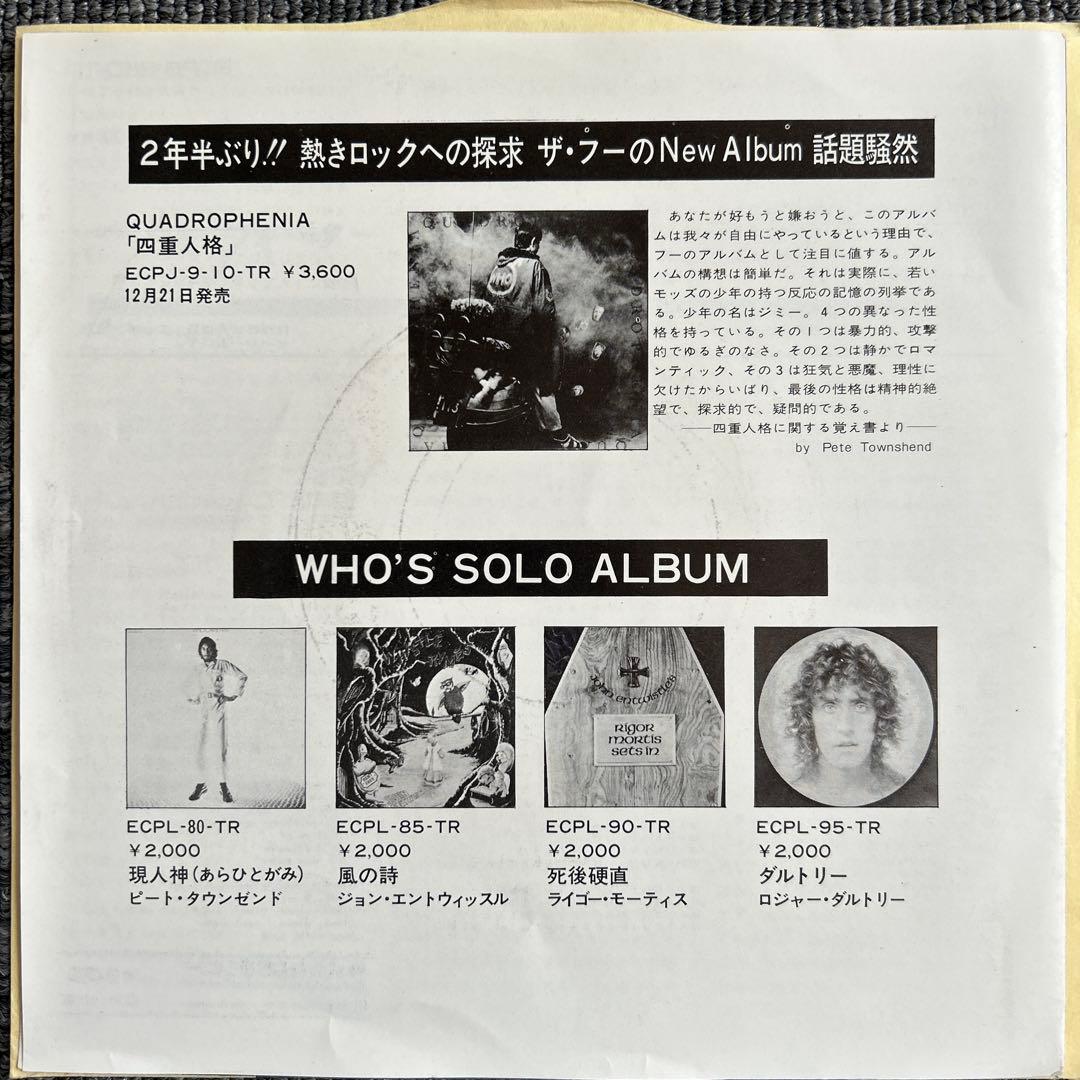 2年半ぶり!! 熱きロックへの探求 ザ・フーのNew Album 話題騒然
QUADROPHENIA
「四重人格」
ECPJ-9-10-TR ¥3,600
12月21日発売
QUADR
あなたが好もうと嫌おうと、このアルバ
ムは我々が自由にやっているという理由で、
フーのアルバムとして注目に値する。アル
バムの構想は簡単だ。それは実際に、若い
モッズの少年の持つ反応の記憶の列挙であ
る。少年の名はジミー。4つの異なった性
格を持っている。その1つは暴力的、攻撃
的でゆるぎのなさ。その2つは静かでロマ
ンティック、その3は狂気と悪魔、理性に
欠けたからいばり、最後の性格は精神的絶
望で、探求的で、疑問的である。
——四重人格に関する覚え書より——
by Pete Townshend
WHO'S SOLO ALBUM
JOHN ENTWISTLE'S
RIGOR
MORTIS
SETS IN
ECPL-80-TR
¥2,000
現人神(あらひとがみ)
ピート・タウンゼンド
ECPL-85-TR
¥2,000
風の詩
ジョン・エントウィッスル
ECPL-90-TR
¥2,000
死後硬直
ライゴー・モーティス
ECPL-95-TR
¥2,000
ダルトリー
ロジャー・ダルトリー